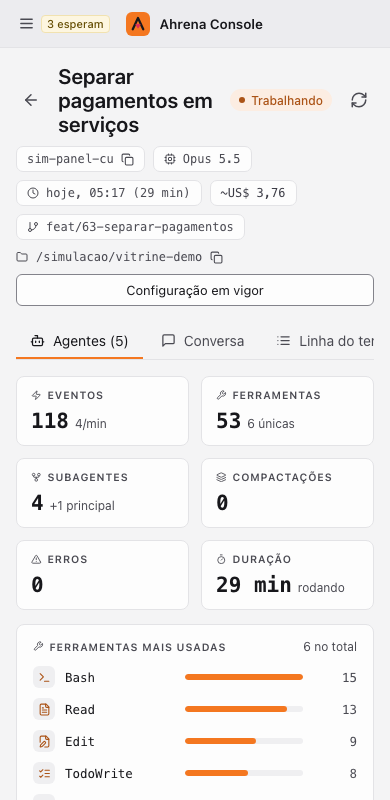 3 esperam
Ahrena Console
Separar
pagamentos em
serviços
Trabalhando
sim-panel-cu
Opus 5.5
hoje, 05:17 (29 min)
~US$ 3,76
feat/63-separar-pagamentos
/simulacao/vitrine-demo
Configuração em vigor
Agentes (5)
Conversa
Linha do ter
EVENTOS
118 4/min
FERRAMENTAS
53 6 únicas
SUBAGENTES
4 +1 principal
COMPACTAÇÕES
0
ERROS
0
DURAÇÃO
29 min rodando
FERRAMENTAS MAIS USADAS
6 no total
Bash
15
Read
13
Edit
9
TodoWrite
8